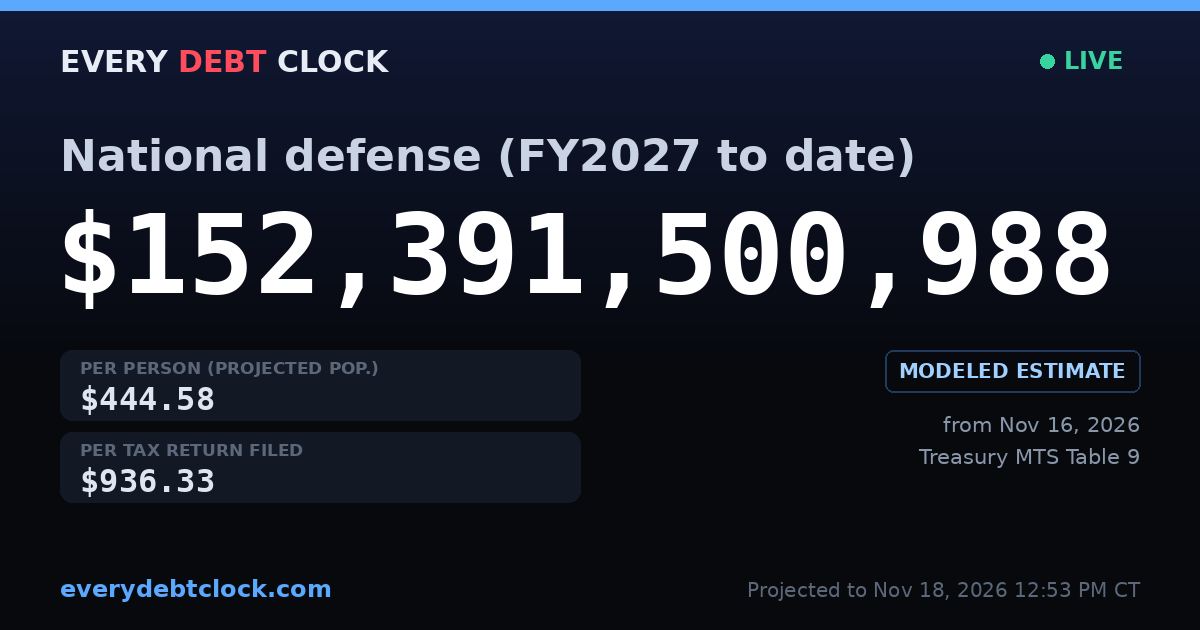 EVERY DEBT CLOCK
LIVE
National defense (FY2027 to date)
$152,391,500,988
PER PERSON (PROJECTED POP.)
$444.58
PER TAX RETURN FILED
$936.33
MODELED ESTIMATE
from Nov 16, 2026
Treasury MTS Table 9
everydebtclock.com
Projected to Nov 18, 2026 12:53 PM CT